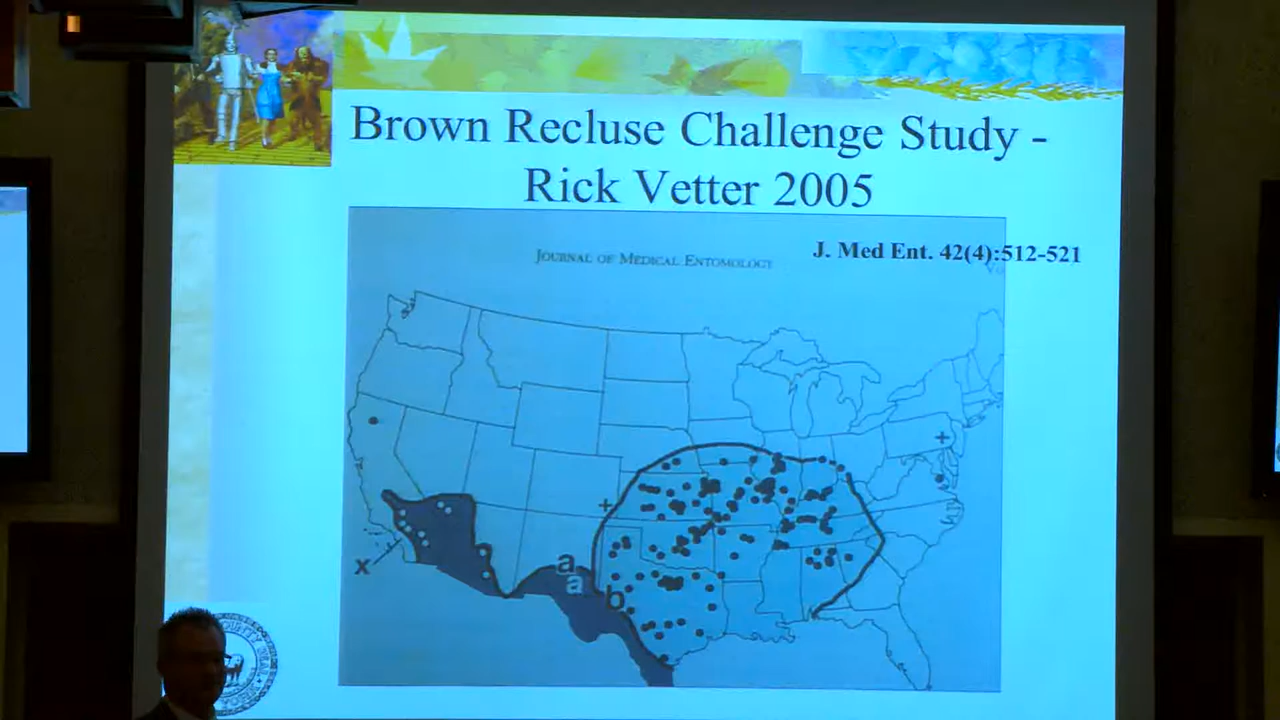 Brown Recluse Challenge Study -
Rick Vetter 2005
J. Med Ent. 42(4):512-521
JOURNAL OF MEDICAL ENTOMOLOGY
+
+
x
a
a
b